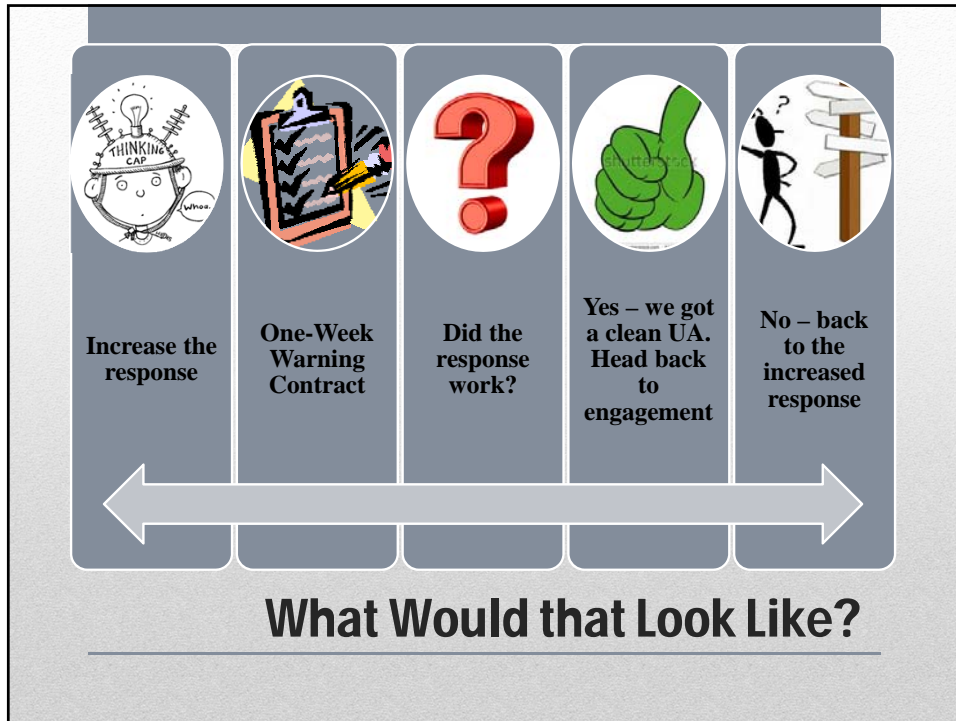 THINKING
CAP
Whoa.
?
shutterstock
Increase the
response
One-Week
Warning
Contract
Did the
response
work?
Yes – we got
a clean UA.
Head back
to
engagement
No – back
to the
increased
response
What Would that Look Like?